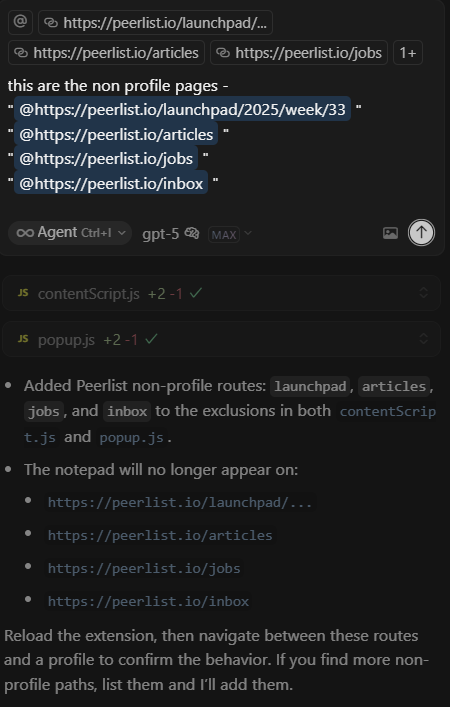 @ https://peerlist.io/launchpad/...
https://peerlist.io/articles https://peerlist.io/jobs 1+
this are the non profile pages -
" @https://peerlist.io/launchpad/2025/week/33 "
" @https://peerlist.io/articles "
" @https://peerlist.io/jobs "
" @https://peerlist.io/inbox "
Agent Ctrl+I gpt-5 MAX
JS contentScript.js +2 -1
JS popup.js +2 -1
• Added Peerlist non-profile routes: launchpad, articles,
jobs, and inbox to the exclusions in both contentScrip
t.js and popup.js.
• The notepad will no longer appear on:
• https://peerlist.io/launchpad/...
• https://peerlist.io/articles
• https://peerlist.io/jobs
• https://peerlist.io/inbox
Reload the extension, then navigate between these routes
and a profile to confirm the behavior. If you find more non-
profile paths, list them and I'll add them.